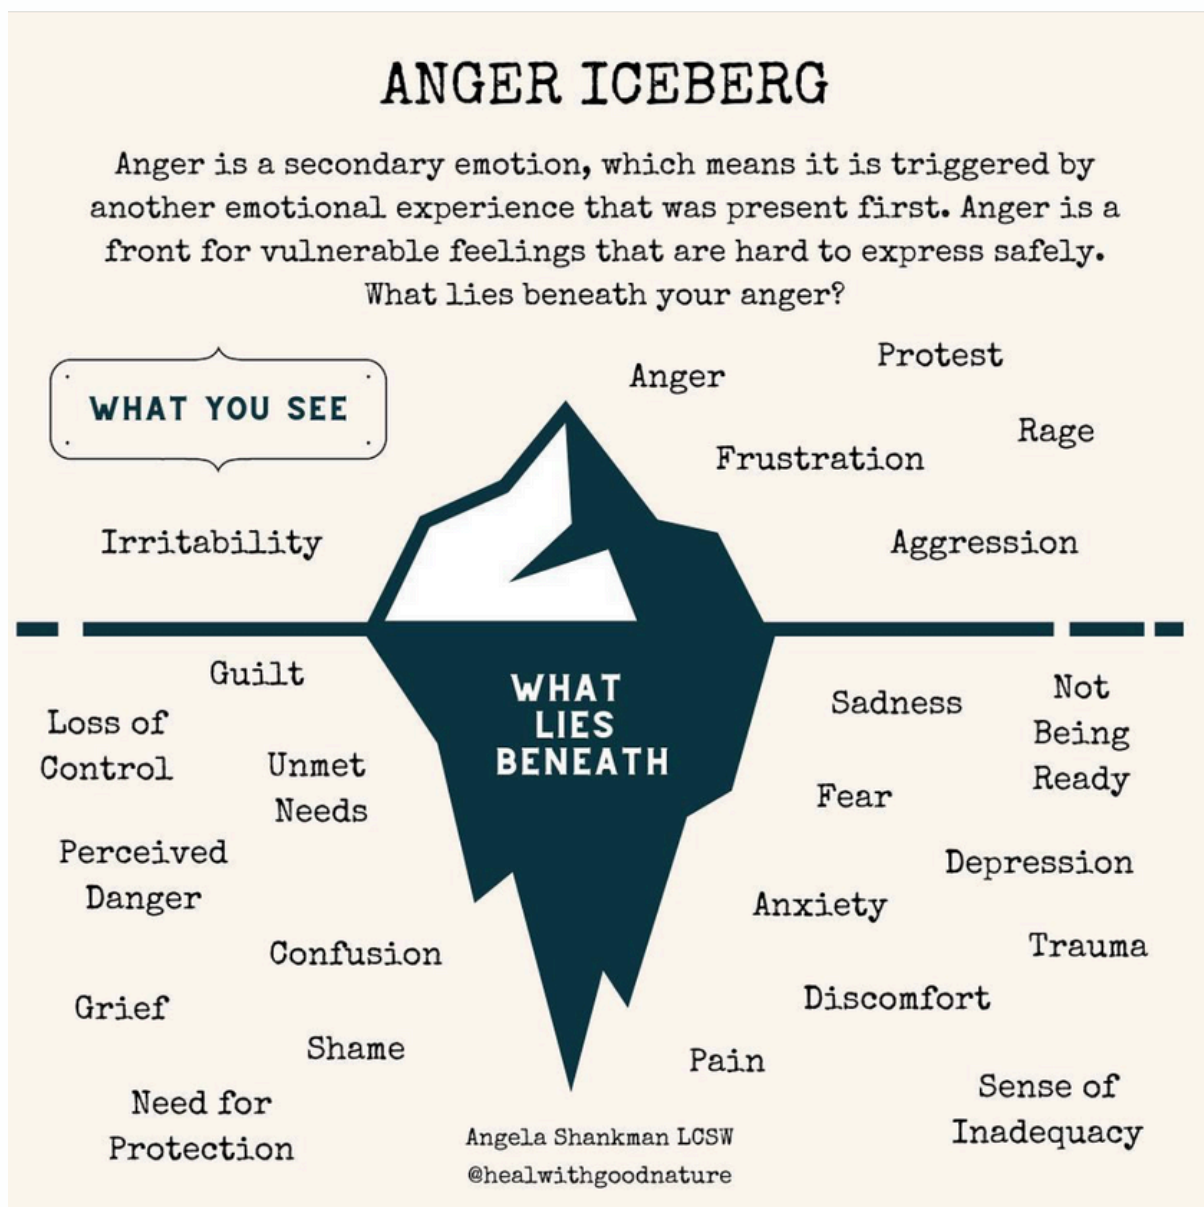 ANGER ICEBERG
Anger is a secondary emotion, which means it is triggered by
another emotional experience that was present first. Anger is a
front for vulnerable feelings that are hard to express safely.
What lies beneath your anger?
WHAT YOU SEE
Anger
Protest
Rage
Frustration
Irritability
Aggression
WHAT
LIES
BENEATH
Guilt
Loss of
Control
Unmet
Needs
Perceived
Danger
Confusion
Grief
Shame
Need for
Protection
Sadness
Not
Being
Ready
Fear
Depression
Anxiety
Trauma
Discomfort
Pain
Sense of
Inadequacy
Angela Shankman LCSW
@healwithgoodnature